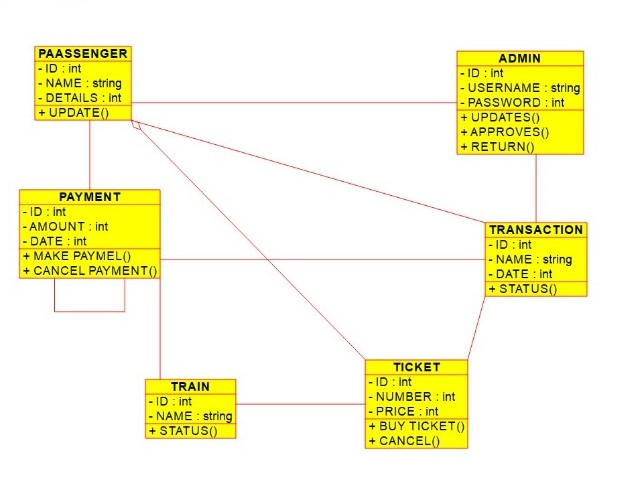 PAASSENGER
- ID : int
- NAME : string
- DETAILS : int
+ UPDATE()
ADMIN
- ID : int
- USERNAME : string
- PASSWORD : int
+ UPDATES()
+ APPROVES()
+ RETURN()
PAYMENT
- ID : int
- AMOUNT : int
- DATE : int
+ MAKE PAYMEL()
+ CANCEL PAYMENT()
TRANSACTION
- ID : int
- NAME : string
- DATE : int
+ STATUS()
TRAIN
- ID : int
- NAME : string
+ STATUS()
TICKET
- ID : int
- NUMBER : int
- PRICE : int
+ BUY TICKET()
+ CANCEL()